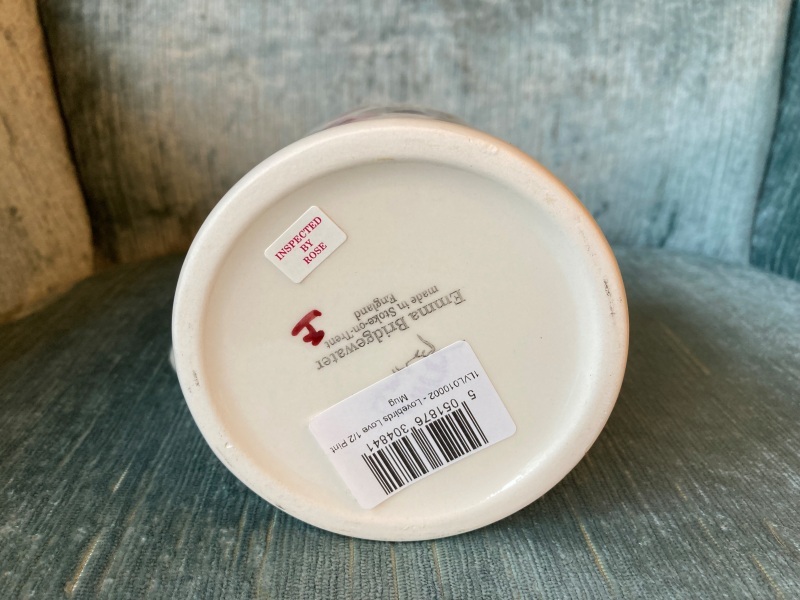 INSPECTED
BY
ROSE
Emma Bridgewater
made in Stoke-on-Trent
England
1LVL010002 - Lovebirds Love 1/2 Pint
Mug
5 051876 304841